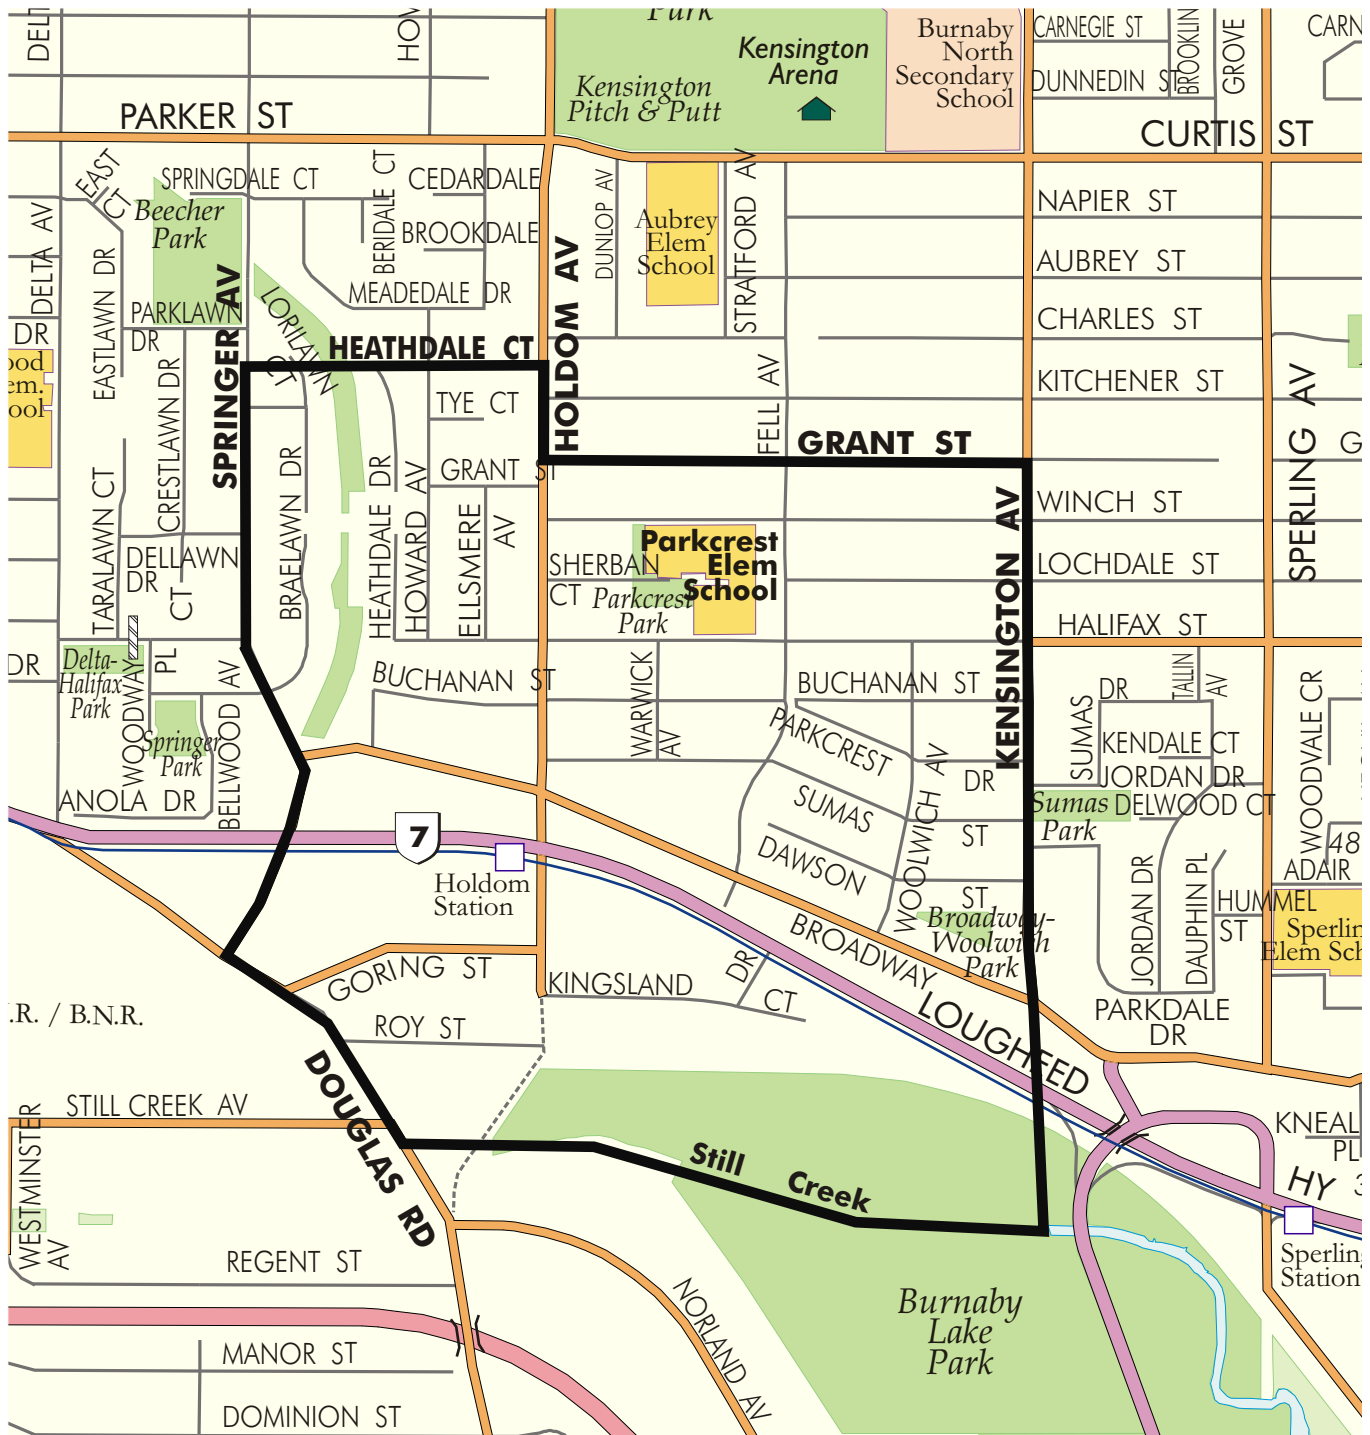 Park
Kensington
Pitch & Putt
Kensington
Arena
Burnaby
North
Secondary
School
CARNEGIE ST
DUNNEDIN ST
GROVE
PARKER ST
CURTIS ST
EAST
CT
SPRINGDALE CT
BERIDALE CT
CEDARDALE
BROOKDALE
MEADEDALE DR
Beecher
Park
DELTA AV
EASTLAWN DR
PARKLAWN
DR
DR
SPRINGER AV
LORILAWN
CT
HEATHDALE CT
HOLDOM AV
DUNLOP AV
Aubrey
Elem
School
STRATFORD AV
NAPIER ST
AUBREY ST
CHARLES ST
KITCHENER ST
SPERLING AV
FELL AV
GRANT ST
TYE CT
GRANT ST
CRESTLAWN DR
TARALAWN CT
DELLAWN
DR
CT
BRAELAWN DR
HEATHDALE DR
HOWARD AV
ELLSMERE
AV
SHERBAN
CT
Parkcrest
Elem
School
Parkcrest
Park
KENSINGTON AV
WINCH ST
LOCHDALE ST
HALIFAX ST
DR
Delta-
Halifax
Park
WOODWAY
PL
Springer
Park
BELLWOOD AV
ANOLA DR
BUCHANAN ST
WARWICK
AV
BUCHANAN ST
PARKCREST
DR
SUMAS
ST
DAWSON
ST
WOOLWICH AV
Broadway-
Woolwich
Park
SUMAS
DR
TALLIN
AV
KENDALE CT
JORDAN DR
DELWOOD CT
Sumas
Park
WOODVALE CR
48
ADAIR
JORDAN DR
DAUPHIN PL
HUMMEL
ST
PARKDALE
DR
7
Holdom
Station
BROADWAY
LOUGHEED
HY
GORING ST
KINGSLAND
CT
DR
ROY ST
.R. / B.N.R.
DOUGLAS RD
STILL CREEK AV
WESTMINSTER
AV
Still Creek
REGENT ST
MANOR ST
DOMINION ST
NORLAND AV
Burnaby
Lake
Park
PL
Station